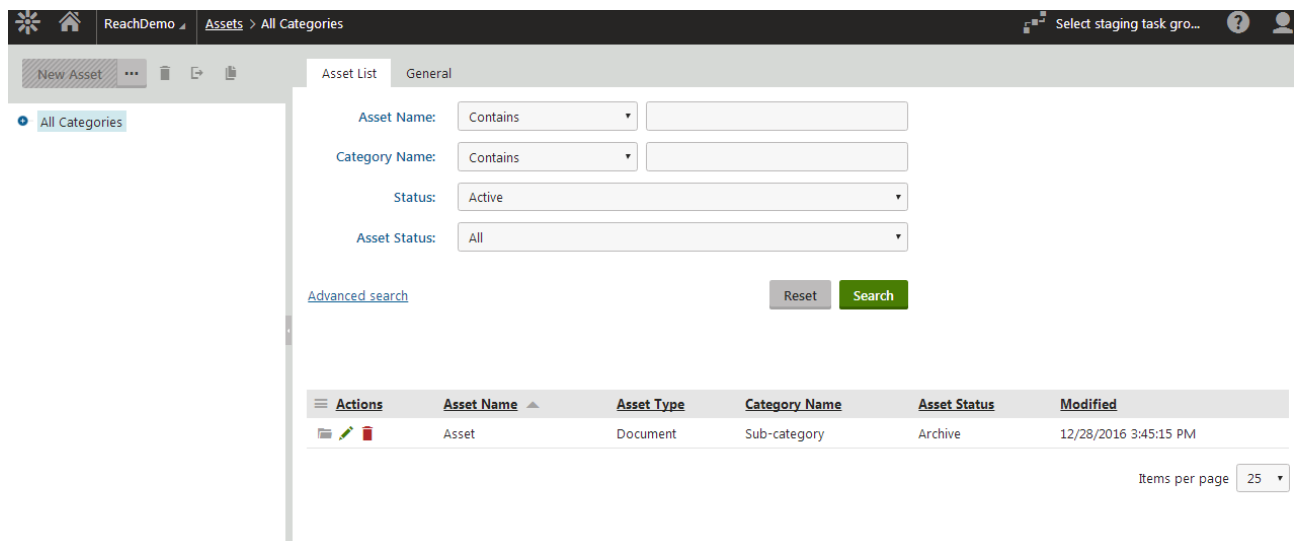 ReachDemo Assets > All Categories Select staging task gro... ?
New Asset ...
Asset List General
All Categories
Asset Name: Contains
Category Name: Contains
Status: Active
Asset Status: All
Advanced search Reset Search
Actions Asset Name Asset Type Category Name Asset Status Modified
Asset Document Sub-category Archive 12/28/2016 3:45:15 PM
Items per page 25